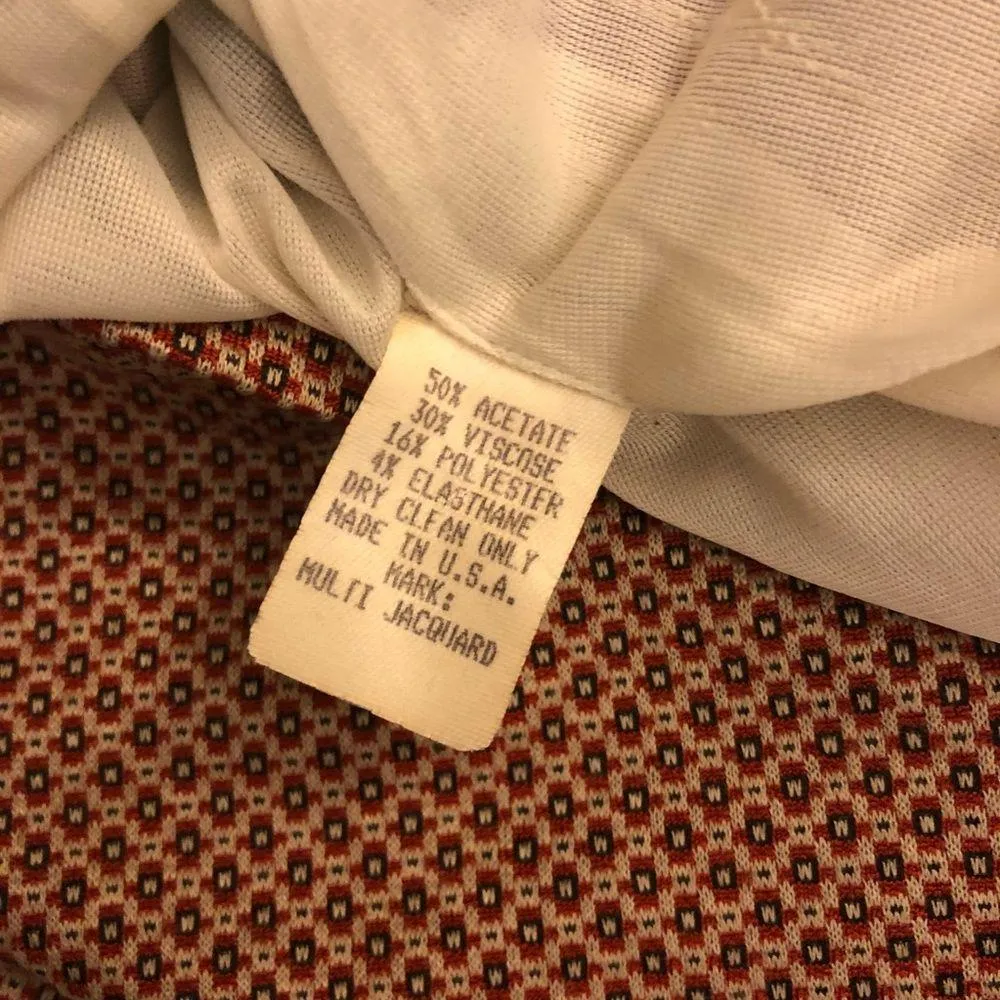 50% ACETATE
30% VISCOSE
16% POLYESTER
4% ELASTHANE
DRY CLEAN ONLY
MADE IN U.S.A.
MARK:
MULTI JACQUARD